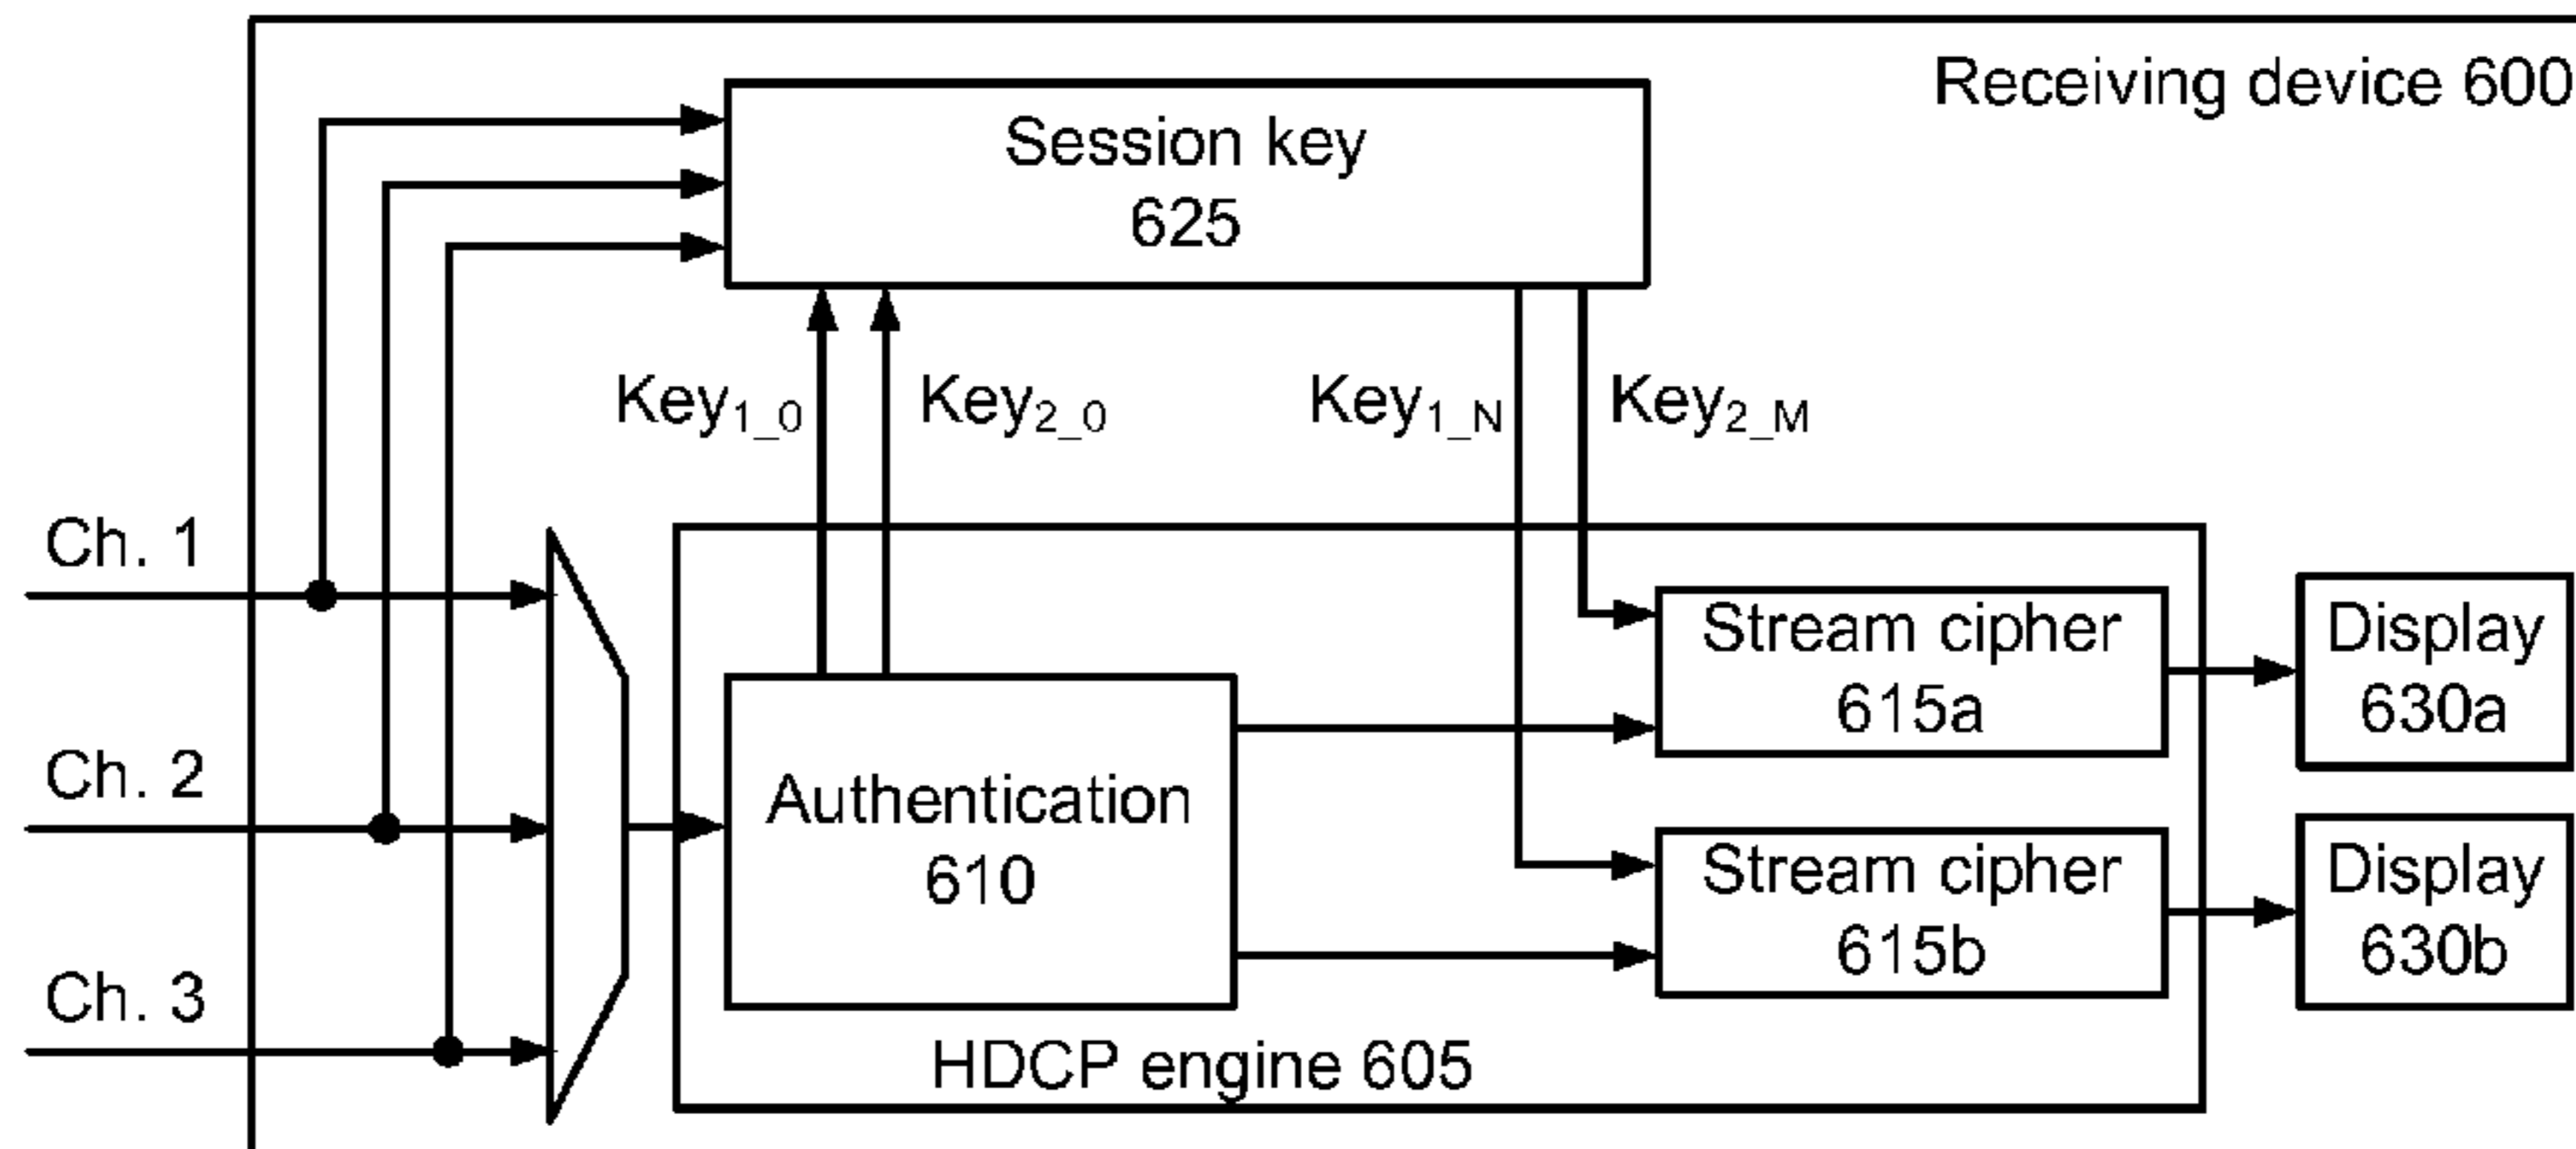 Receiving device 600
Session key
625
Key1_0
Key2_0
Key1_N
Key2_M
Ch. 1
Ch. 2
Ch. 3
Authentication
610
Stream cipher
615a
Display
630a
Stream cipher
615b
Display
630b
HDCP engine 605